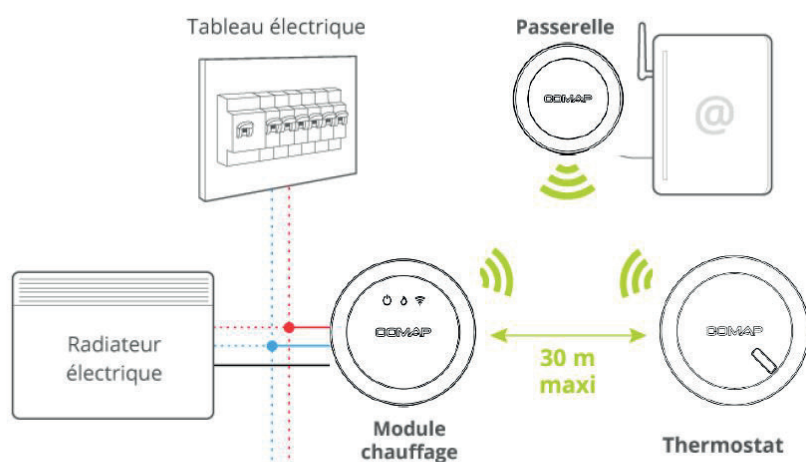 Tableau électrique
Passerelle
COMAP
@
Radiateur
électrique
COMAP
Module
chauffage
30 m
maxi
COMAP
Thermostat